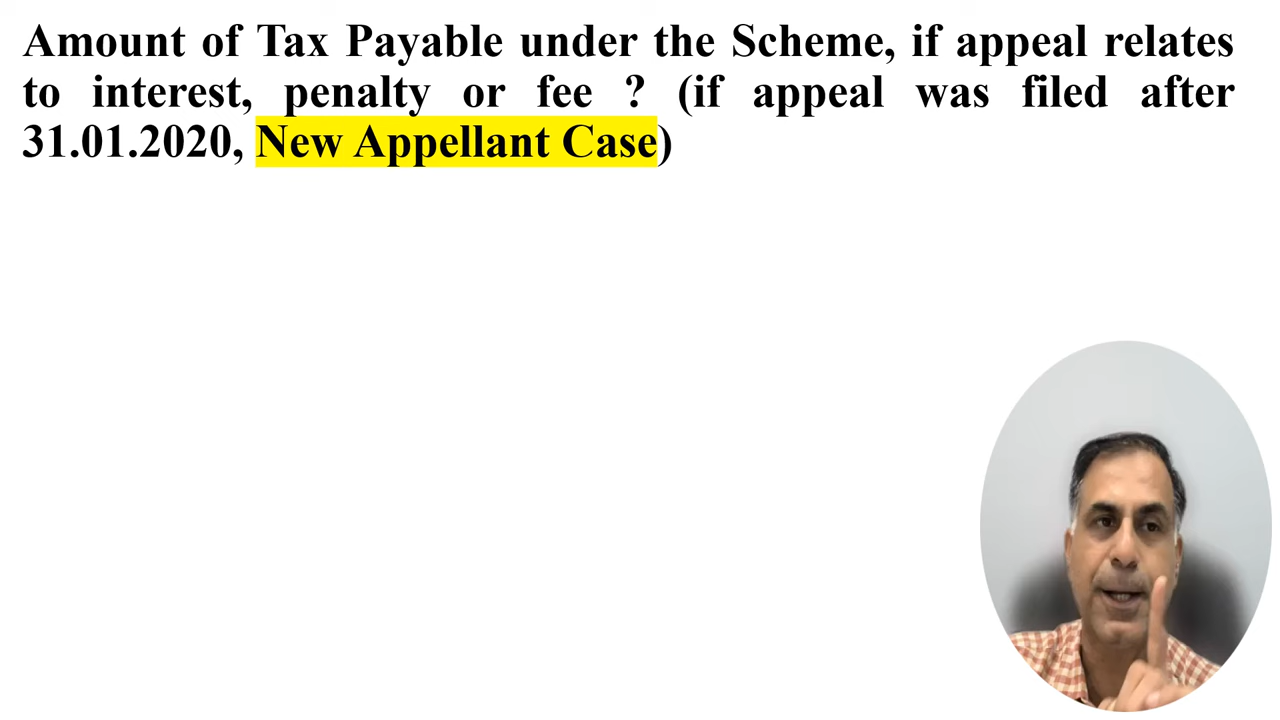 Amount of Tax Payable under the Scheme, if appeal relates
to interest, penalty or fee ? (if appeal was filed after
31.01.2020, New Appellant Case)